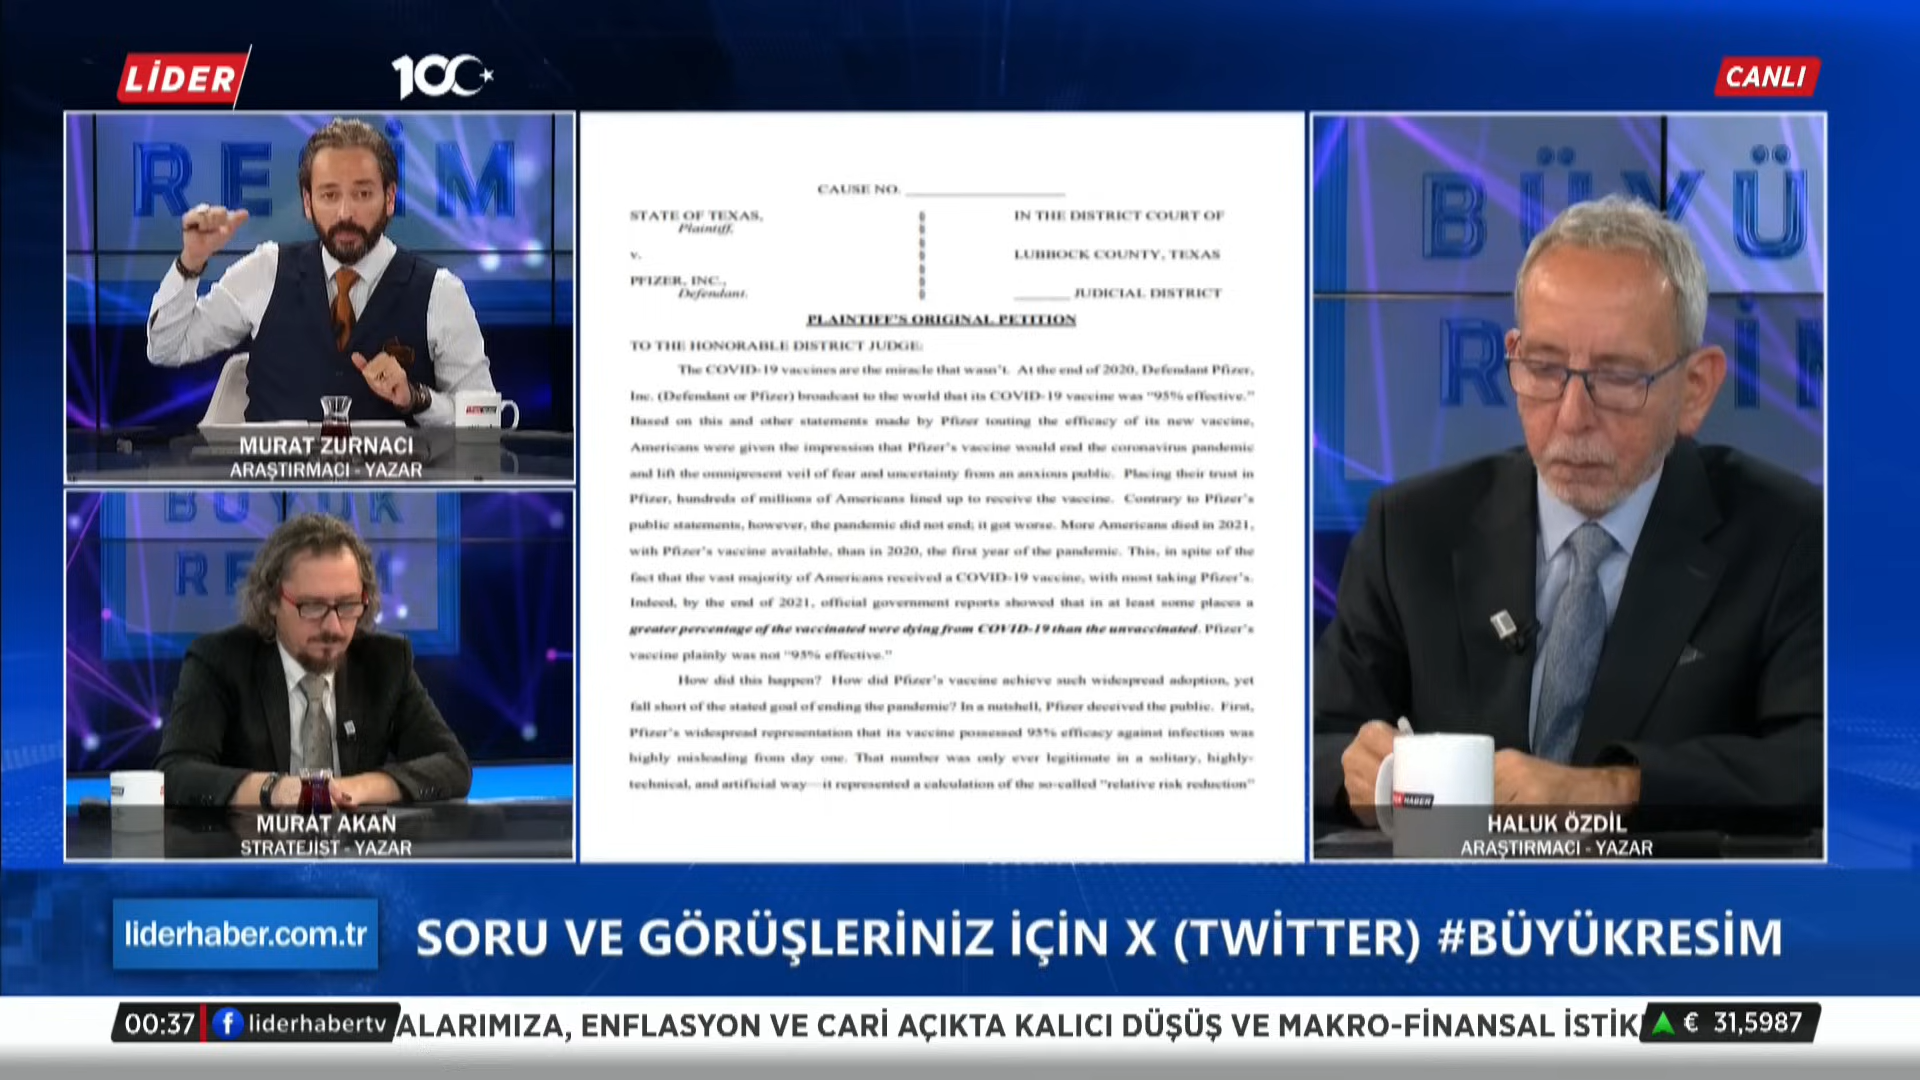 LİDER
100
CANLI
RESİM
MURAT ZURNACI
ARAŞTIRMACI - YAZAR
BÜYÜK
RE
MURAT AKAN
STRATEJİST - YAZAR
CAUSE NO.
STATE OF TEXAS,
Plaintiff,
v.
PFIZER, INC.,
Defendant.
§
§
§
§
§
§
§
IN THE DISTRICT COURT OF
LUBBOCK COUNTY, TEXAS
JUDICIAL DISTRICT
PLAINTIFF'S ORIGINAL PETITION
TO THE HONORABLE DISTRICT JUDGE:
The COVID-19 vaccines are the miracle that wasn't. At the end of 2020, Defendant Pfizer,
Inc. (Defendant or Pfizer) broadcast to the world that its COVID-19 vaccine was "95% effective."
Based on this and other statements made by Pfizer touting the efficacy of its new vaccine,
Americans were given the impression that Pfizer's vaccine would end the coronavirus pandemic
and lift the omnipresent veil of fear and uncertainty from an anxious public. Placing their trust in
Pfizer, hundreds of millions of Americans lined up to receive the vaccine. Contrary to Pfizer's
public statements, however, the pandemic did not end; it got worse. More Americans died in 2021,
with Pfizer's vaccine available, than in 2020, the first year of the pandemic. This, in spite of the
fact that the vast majority of Americans received a COVID-19 vaccine, with most taking Pfizer's.
Indeed, by the end of 2021, official government reports showed that in at least some places a
greater percentage of the vaccinated were dying from COVID-19 than the unvaccinated. Pfizer's
vaccine plainly was not "95% effective."
How did this happen? How did Pfizer's vaccine achieve such widespread adoption, yet
fall short of the stated goal of ending the pandemic? In a nutshell, Pfizer deceived the public. First,
Pfizer's widespread representation that its vaccine possessed 95% efficacy against infection was
highly misleading from day one. That number was only ever legitimate in a solitary, highly-
technical, and artificial way—it represented a calculation of the so-called "relative risk reduction"
BÜYÜ
RE
HALUK ÖZDİL
ARAŞTIRMACI - YAZAR
liderhaber.com.tr
SORU VE GÖRÜŞLERİNİZ İÇİN X (TWİTTER) #BÜYÜKRESİM
00:37
liderhabertv
ALARIMIZA, ENFLASYON VE CARİ AÇIKTA KALICI DÜŞÜŞ VE MAKRO-FİNANSAL İSTİK
€ 31,5987